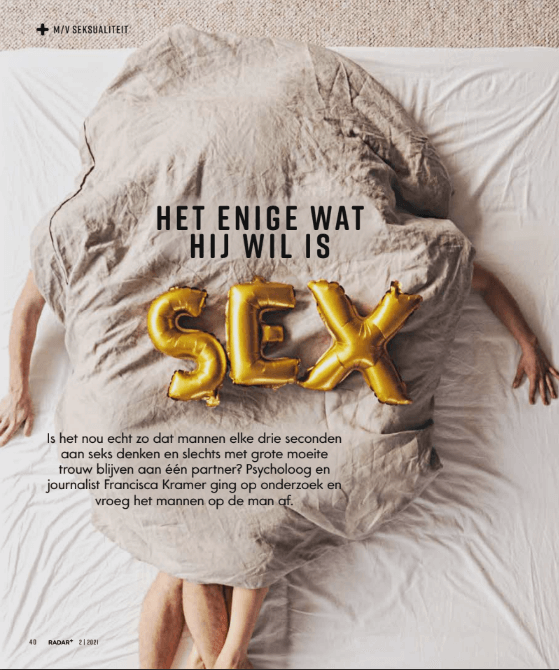 M/V SEKSUALITEIT
HET ENIGE WAT
HIJ WIL IS
SEX
Is het nou echt zo dat mannen elke drie seconden
aan seks denken en slechts met grote moeite
trouw blijven aan één partner? Psycholoog en
journalist Francisca Kramer ging op onderzoek en
vroeg het mannen op de man af.
40 RADAR+ 2 | 2021